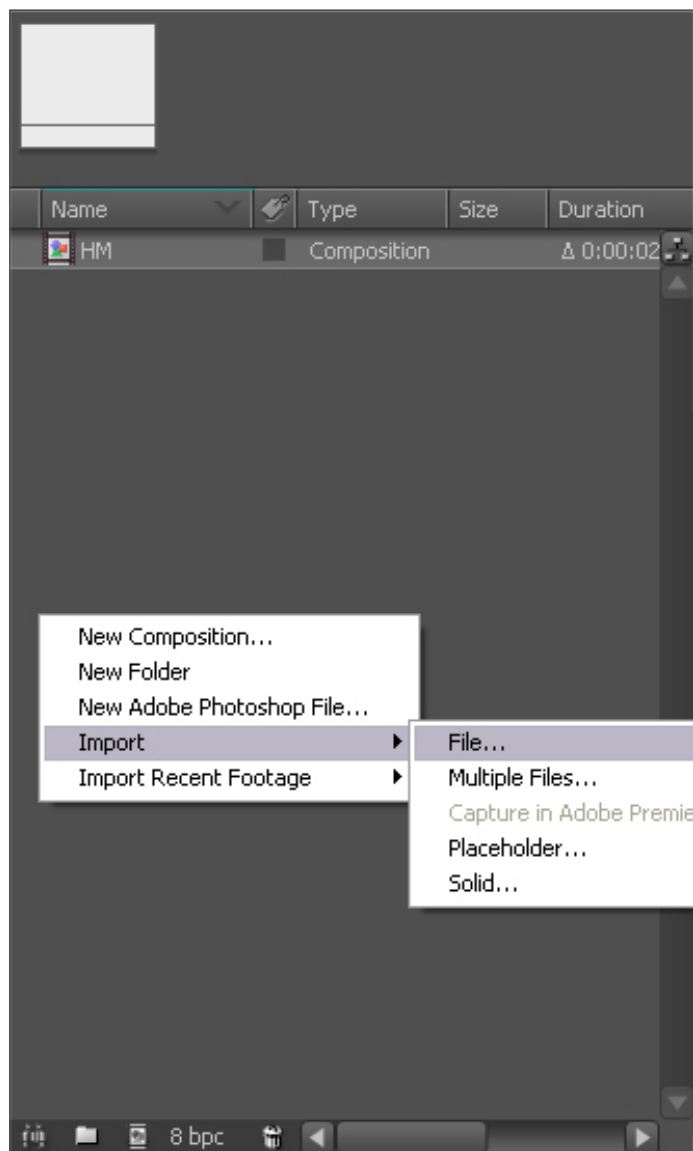 Name Type Size Duration
HM Composition Δ 0:00:02
New Composition...
New Folder
New Adobe Photoshop File...
Import
File...
Import Recent Footage
Multiple Files...
Capture in Adobe Premie
Placeholder...
Solid...
8 bpc